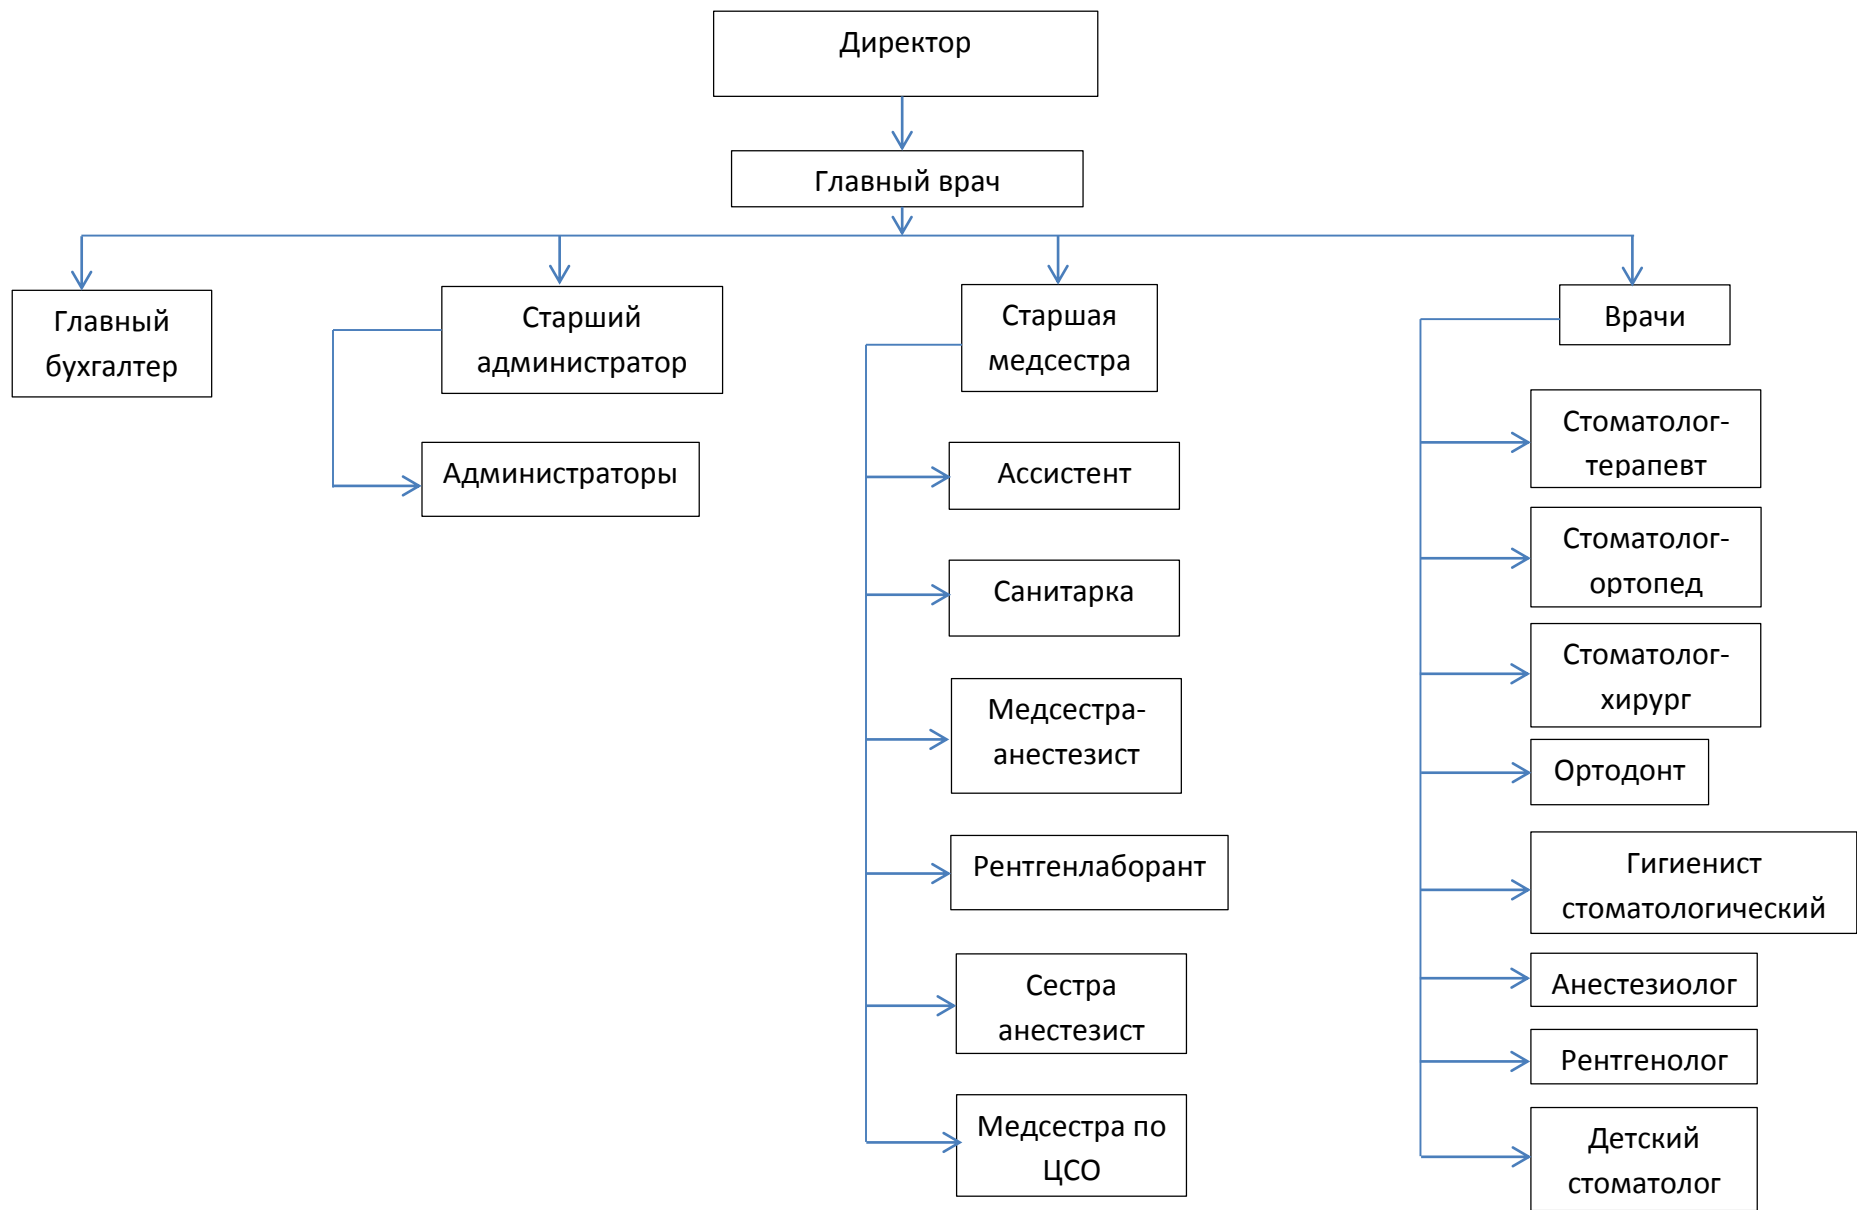 Директор
Главный врач
Главный
бухгалтер
Старший
администратор
Администраторы
Старшая
медсестра
Ассистент
Санитарка
Медсестра-
анестезист
Рентгенлаборант
Сестра
анестезист
Медсестра по
ЦСО
Врачи
Стоматолог-
терапевт
Стоматолог-
ортопед
Стоматолог-
хирург
Ортодонт
Гигиенист
стоматологический
Анестезиолог
Рентгенолог
Детский
стоматолог